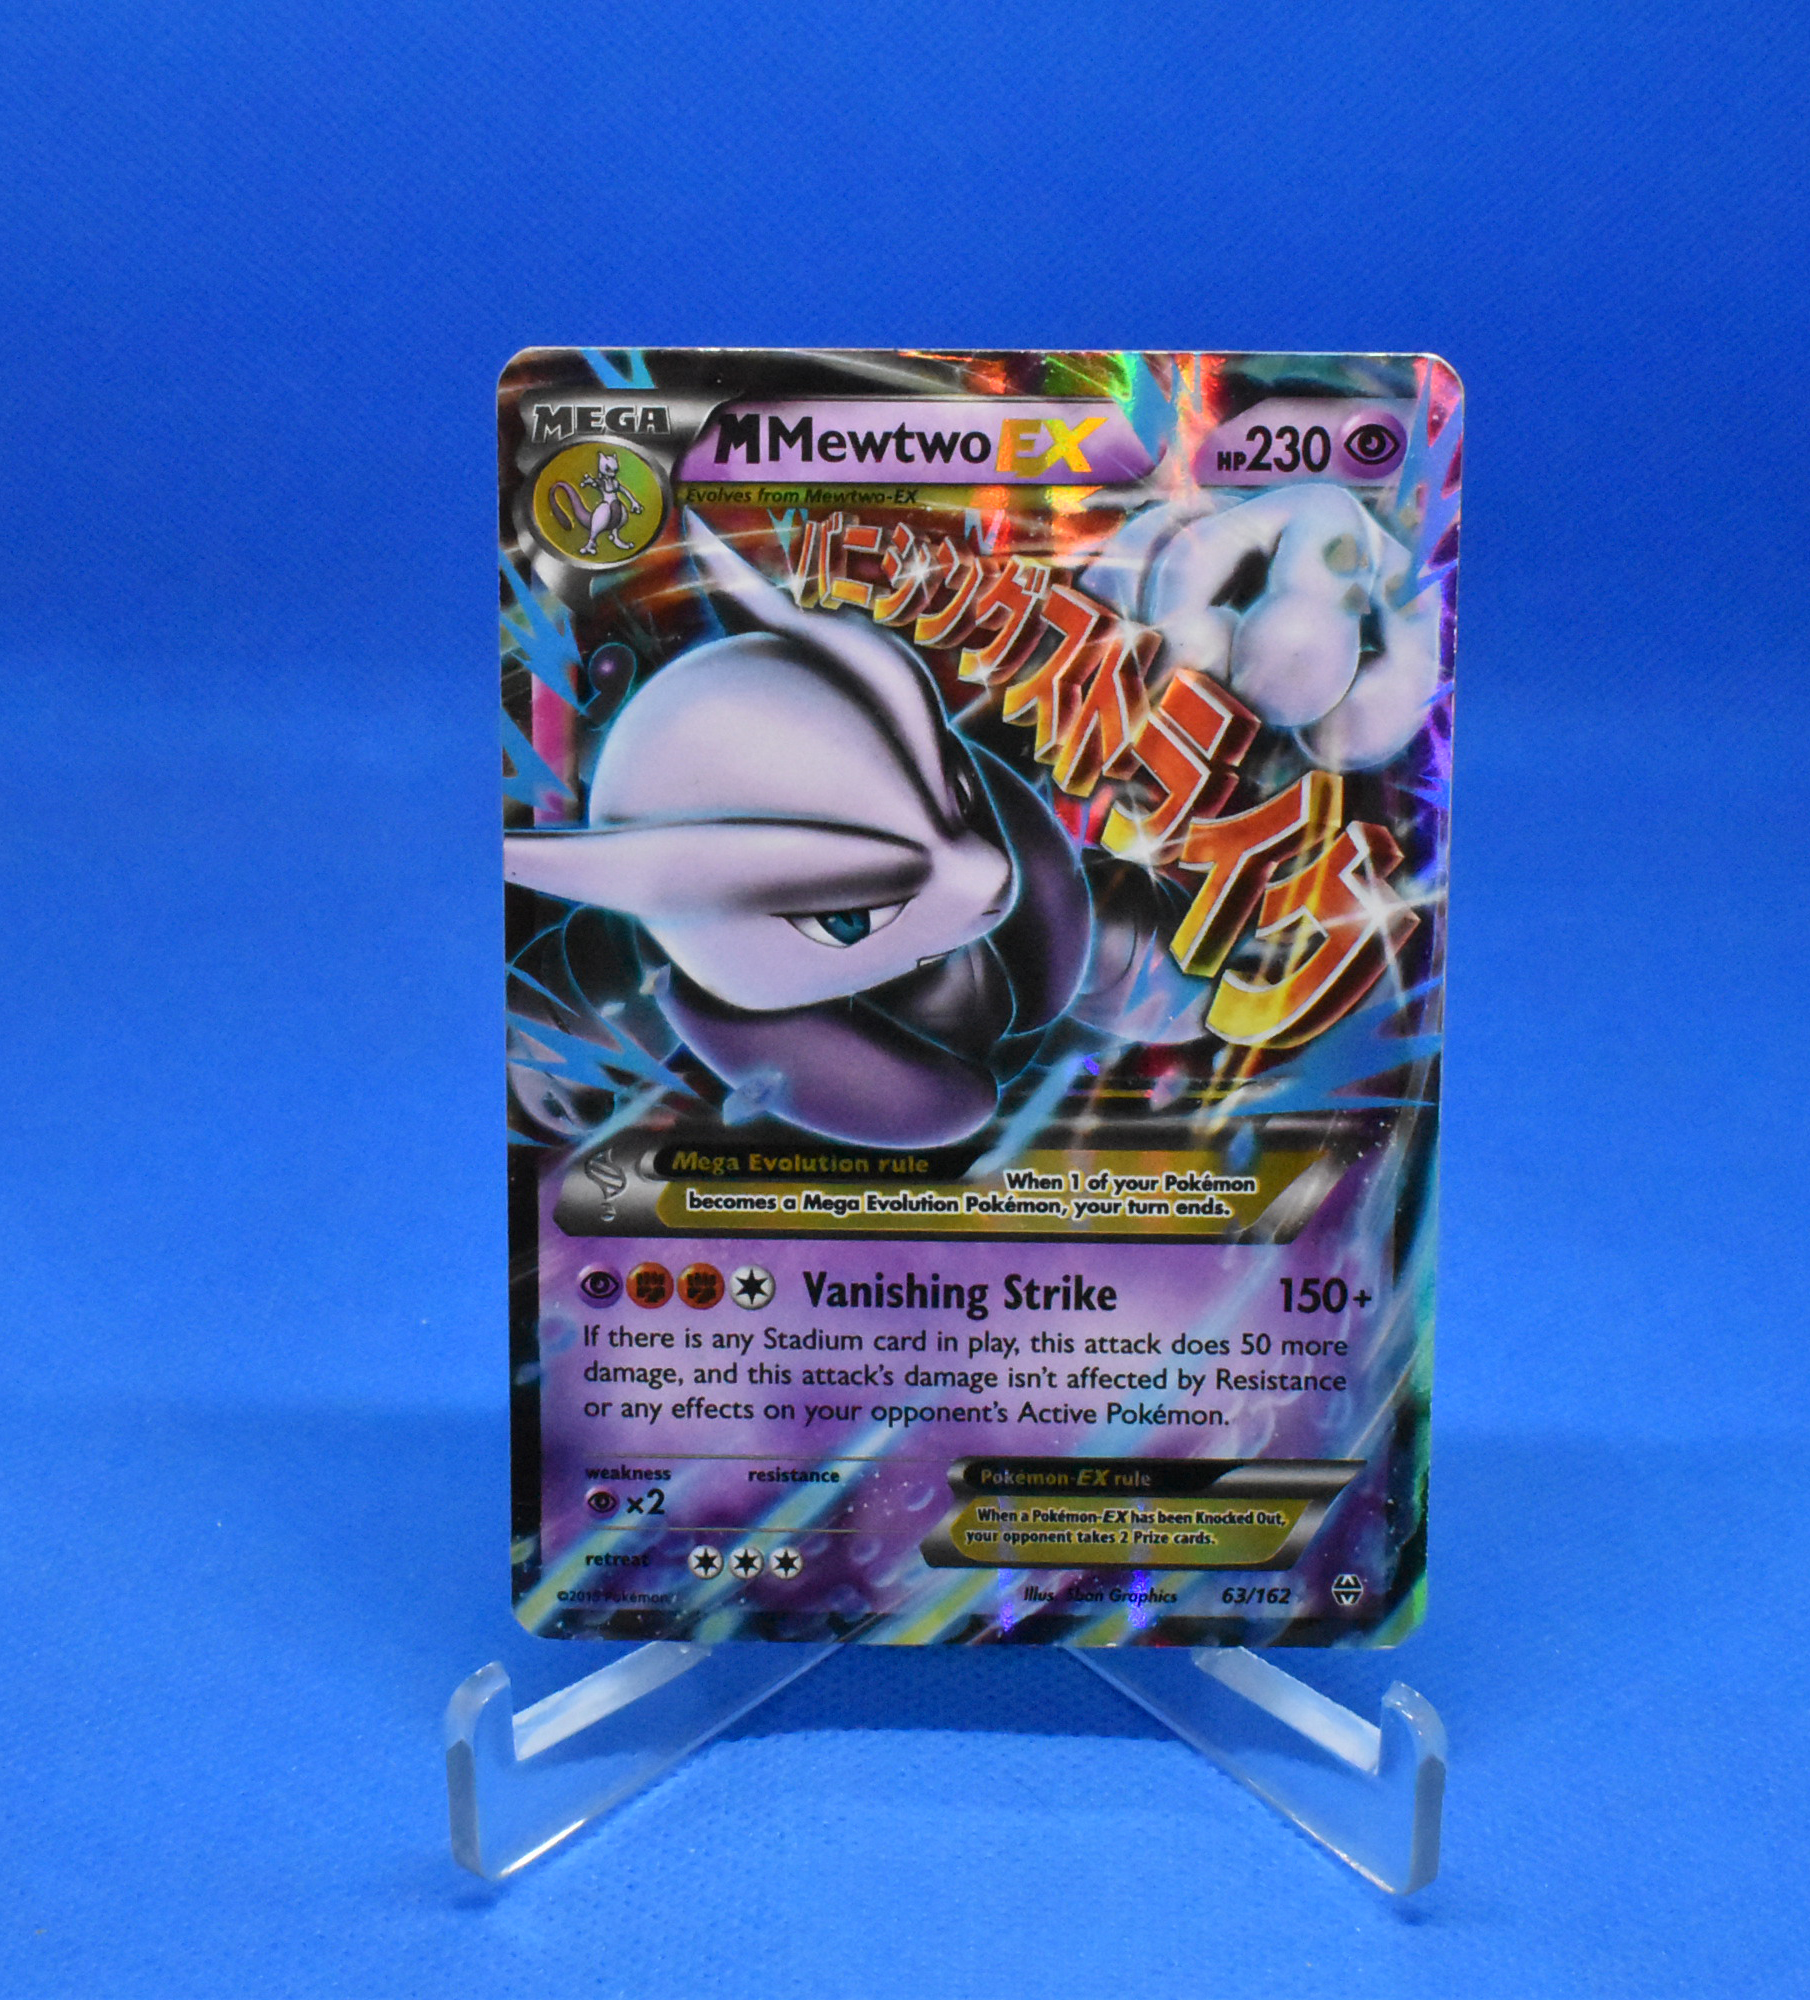 MEGA
M Mewtwo EX
HP230
Evolves from Mewtwo-EX
バニシングストライク
Mega Evolution rule
When 1 of your Pokémon
becomes a Mega Evolution Pokémon, your turn ends.
Vanishing Strike 150+
If there is any Stadium card in play, this attack does 50 more
damage, and this attack's damage isn't affected by Resistance
or any effects on your opponent's Active Pokémon.
weakness resistance
×2
Pokémon-EX rule
When a Pokémon-EX has been Knocked Out,
your opponent takes 2 Prize cards.
retreat
©2015 Pokémon
Illus. 5ban Graphics 63/162